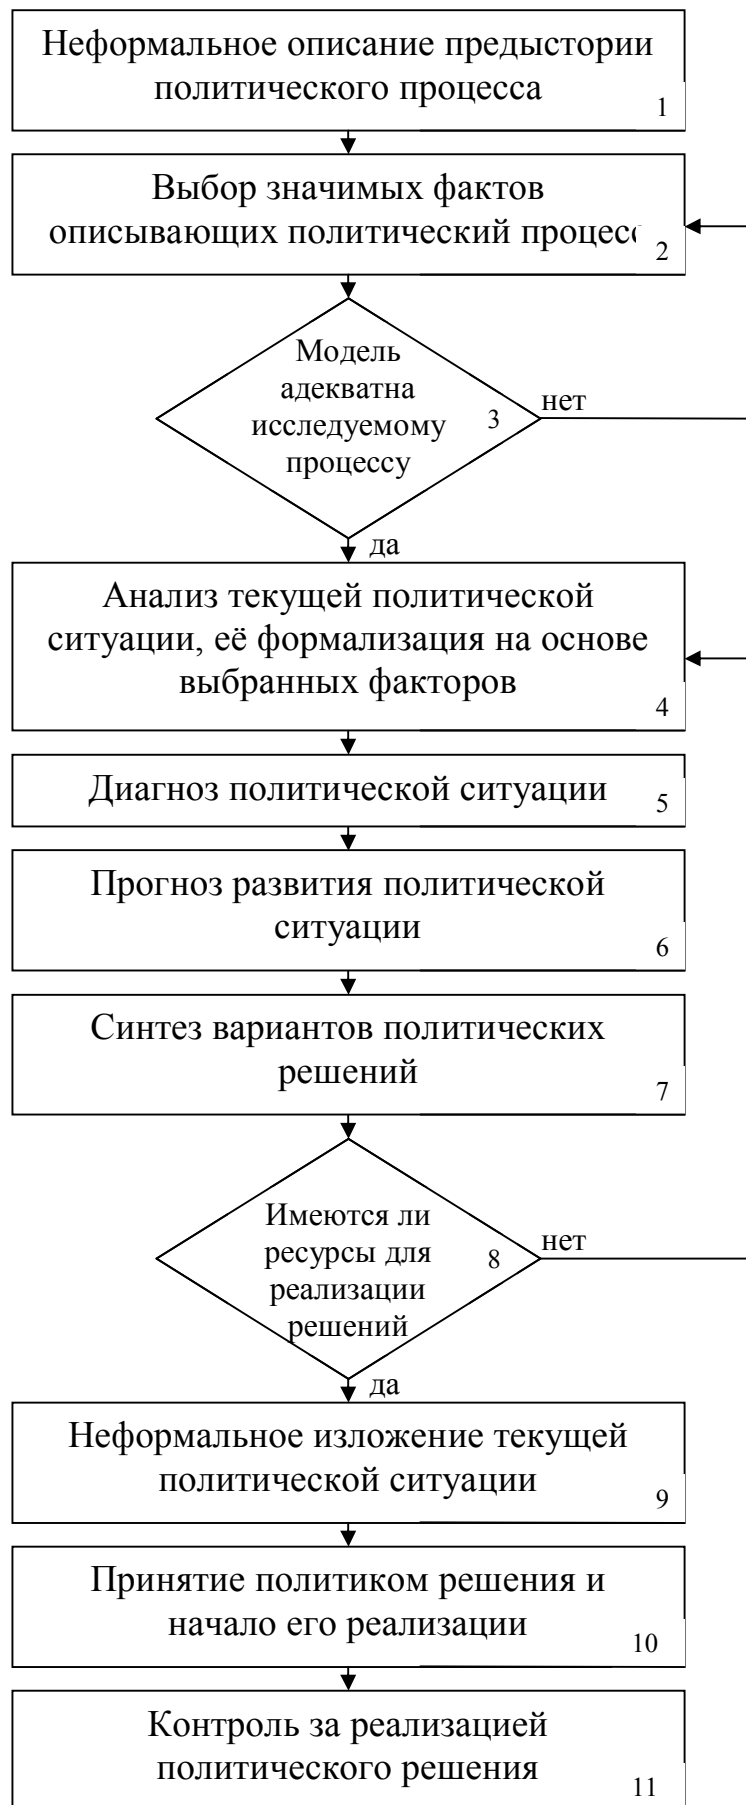 Неформальное описание предыстории
политического процесса
1
Выбор значимых фактов
описывающих политический процесс
2
Модель
адекватна
исследуемому
процессу
3
нет
да
Анализ текущей политической
ситуации, её формализация на основе
выбранных факторов
4
Диагноз политической ситуации
5
Прогноз развития политической
ситуации
6
Синтез вариантов политических
решений
7
Имеются ли
ресурсы для
реализации
решений
8
нет
да
Неформальное изложение текущей
политической ситуации
9
Принятие политиком решения и
начало его реализации
10
Контроль за реализацией
политического решения
11